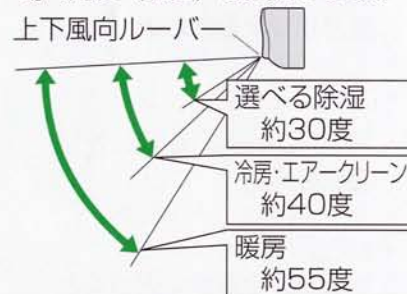 上下風向ルーバー
選べる除湿
約30度
冷房・エアークリーン
約40度
暖房
約55度